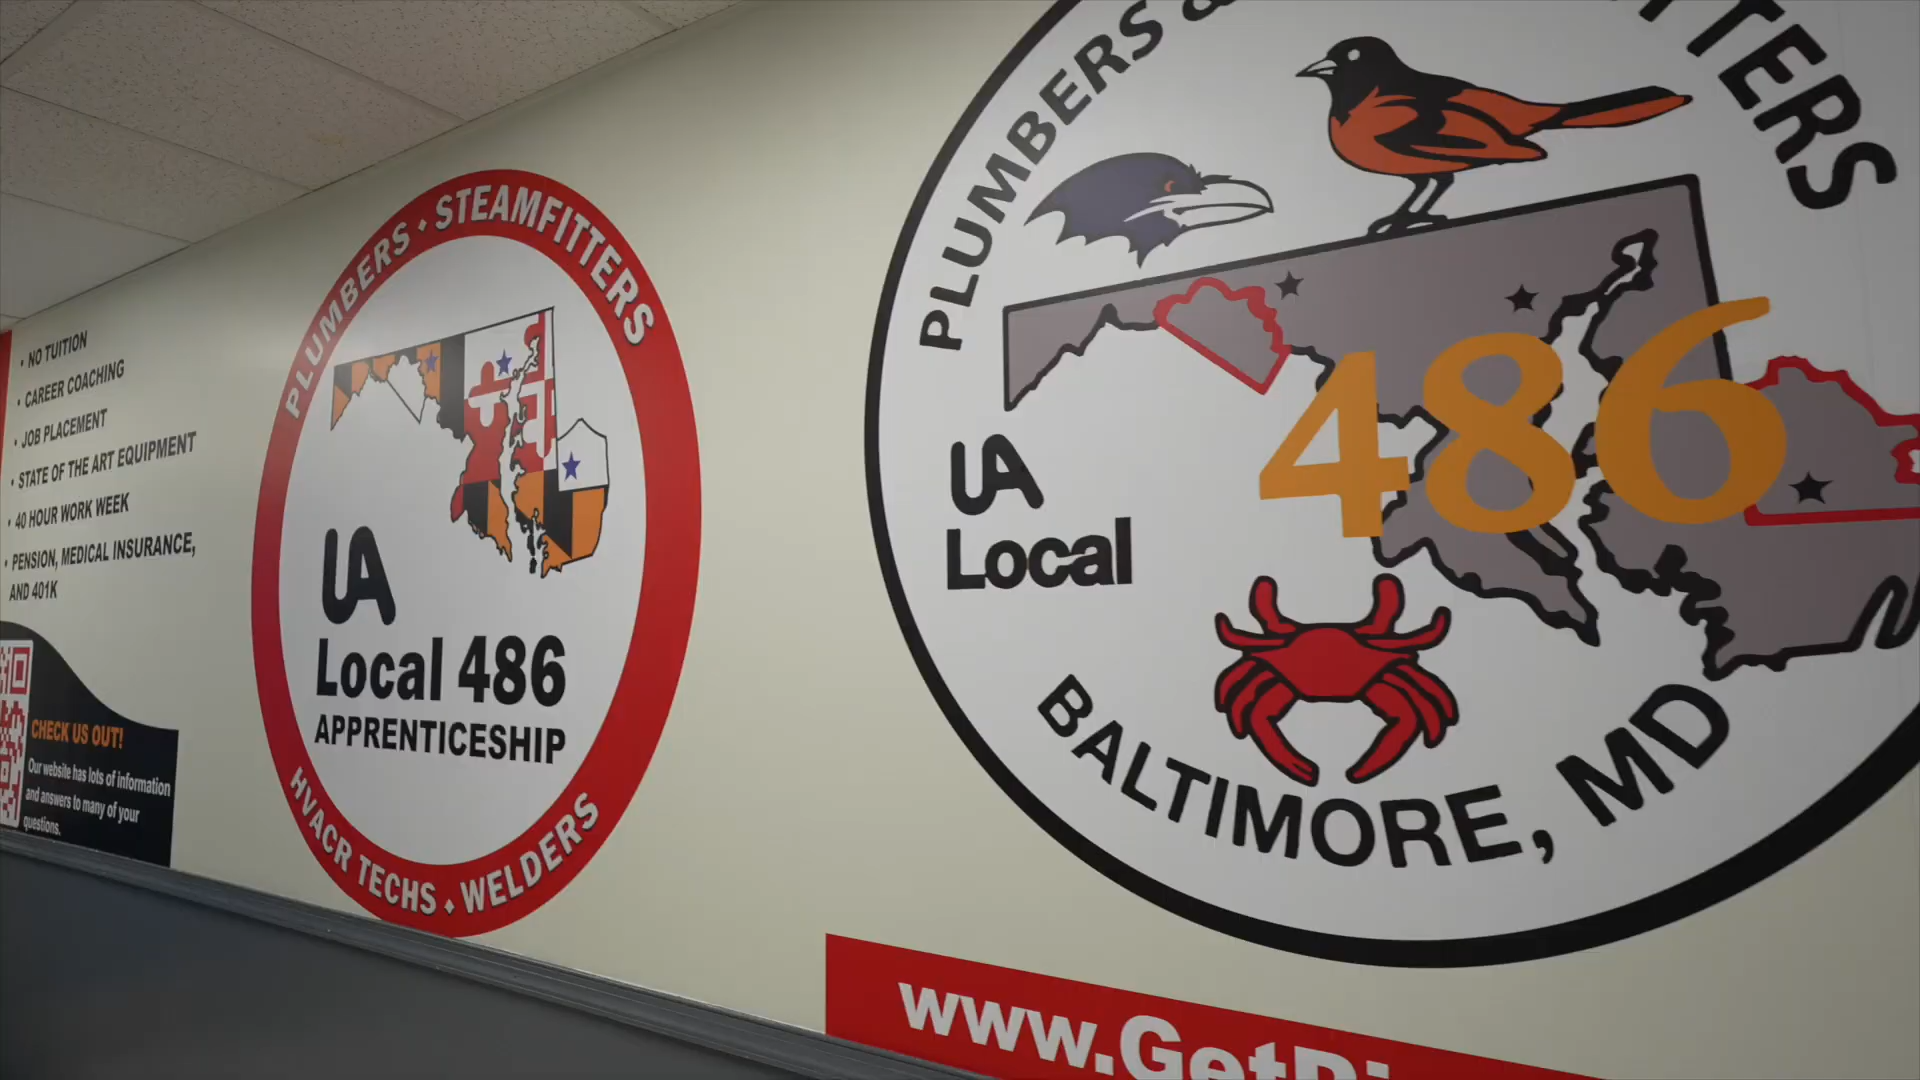 • NO TUITION
• CAREER COACHING
• JOB PLACEMENT
• STATE OF THE ART EQUIPMENT
• 40 HOUR WORK WEEK
• PENSION, MEDICAL INSURANCE,
AND 401K
CHECK US OUT!
Our website has lots of information
and answers to many of your
questions.
PLUMBERS • STEAMFITTERS
UA
Local 486
APPRENTICESHIP
HVACR TECHS ♦ WELDERS
PLUMBERS &
486
UA
Local
BALTIMORE, MD
www.GetPi